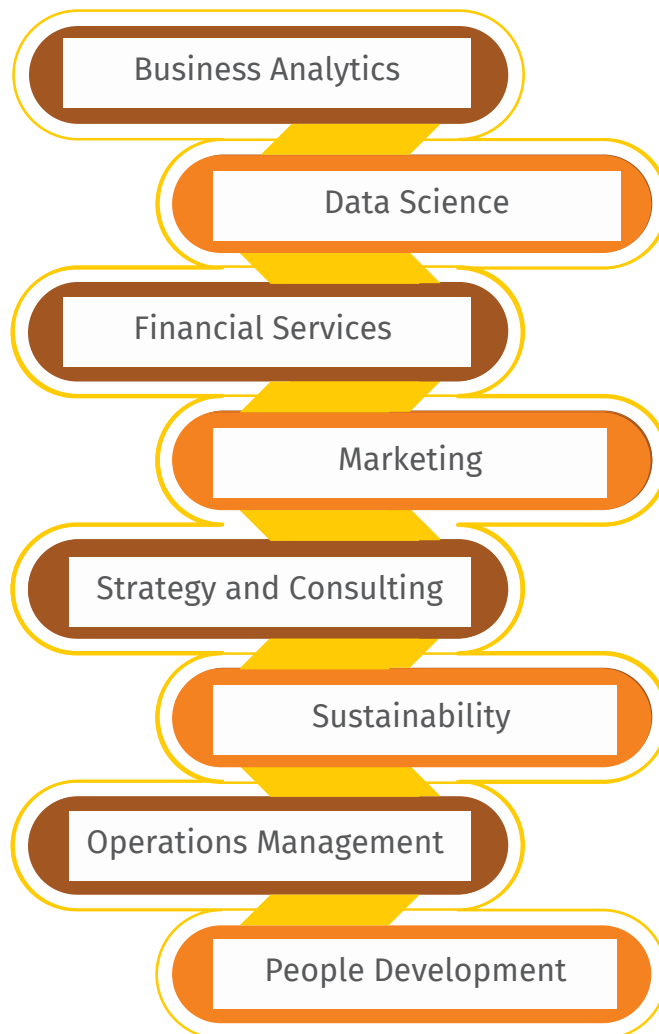 Business Analytics
Data Science
Financial Services
Marketing
Strategy and Consulting
Sustainability
Operations Management
People Development